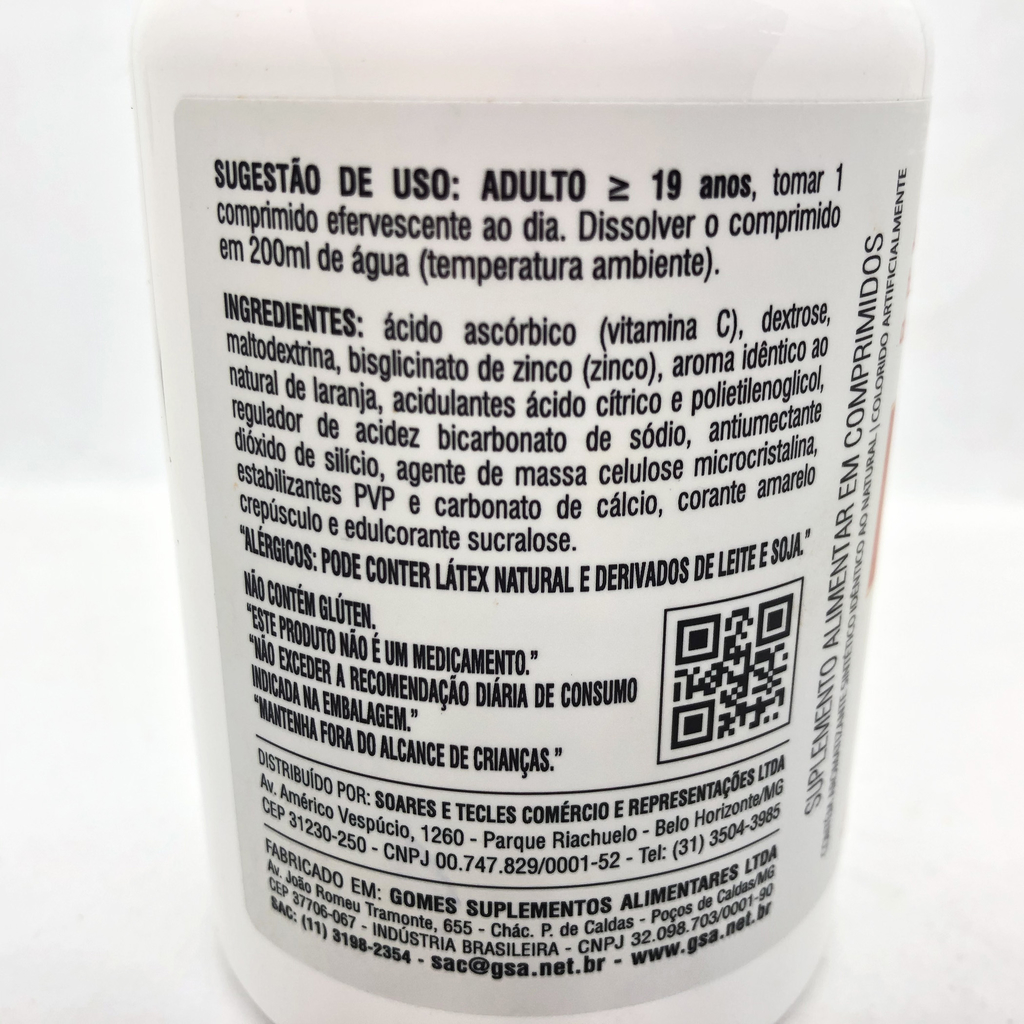 SUGESTÃO DE USO: ADULTO ≥ 19 anos, tomar 1
comprimido efervescente ao dia. Dissolver o comprimido
em 200ml de água (temperatura ambiente).
INGREDIENTES: ácido ascórbico (vitamina C), dextrose,
maltodextrina, bisglicinato de zinco (zinco), aroma idêntico ao
natural de laranja, acidulantes ácido cítrico e polietilenoglicol,
regulador de acidez bicarbonato de sódio, antiumectante
dióxido de silício, agente de massa celulose microcristalina,
estabilizantes PVP e carbonato de cálcio, corante amarelo
crepúsculo e edulcorante sucralose.
"ALÉRGICOS: PODE CONTER LÁTEX NATURAL E DERIVADOS DE LEITE E SOJA."
NÃO CONTÉM GLÚTEN.
"ESTE PRODUTO NÃO É UM MEDICAMENTO."
"NÃO EXCEDER A RECOMENDAÇÃO DIÁRIA DE CONSUMO
INDICADA NA EMBALAGEM."
"MANTENHA FORA DO ALCANCE DE CRIANÇAS."
DISTRIBUÍDO POR: SOARES E TECLES COMÉRCIO E REPRESENTAÇÕES LTDA
Av. Américo Vespúcio, 1260 - Parque Riachuelo - Belo Horizonte/MG
CEP 31230-250 - CNPJ 00.747.829/0001-52 - Tel: (31) 3504-3985
FABRICADO EM: GOMES SUPLEMENTOS ALIMENTARES LTDA
Av. João Romeu Tramonte, 655 - Chác. P. de Caldas - Poços de Caldas/MG
CEP 37706-067 - INDÚSTRIA BRASILEIRA - CNPJ 32.098.703/0001-90
SAC: (11) 3198-2354 - sac@gsa.net.br - www.gsa.net.br
SUPLEMENTO ALIMENTAR EM COMPRIMIDOS
CONTÉM AROMATIZANTE SINTÉTICO IDÊNTICO AO NATURAL | COLORIDO ARTIFICIALMENTE